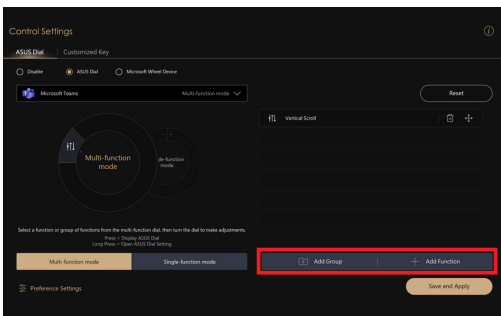 Control Settings
ASUS Dial
Customized Key
Disable
ASUS Dial
Microsoft Wheel Device
Microsoft Teams
Multi-function mode
Reset
Vertical Scroll
Multi-function
mode
gle-function
mode
Select a function or group of functions from the multi-function dial, then turn the dial to make adjustments.
Press = Display ASUS Dial
Long Press = Open ASUS Dial Setting
Multi-function mode
Single-function mode
Add Group
Add Function
Preference Settings
Save and Apply